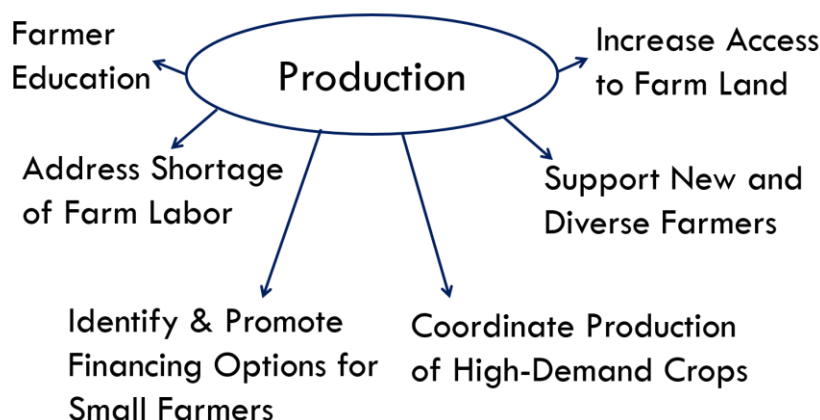 Production
Farmer
Education
Increase Access
to Farm Land
Address Shortage
of Farm Labor
Support New and
Diverse Farmers
Identify & Promote
Financing Options for
Small Farmers
Coordinate Production
of High-Demand Crops